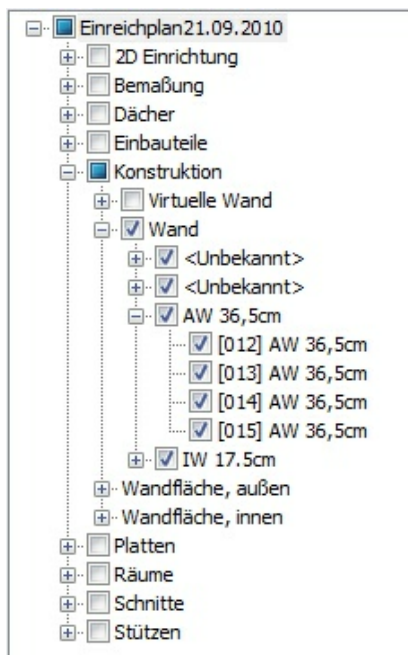 Einreichplan21.09.2010
2D Einrichtung
Bemaßung
Dächer
Einbauteile
Konstruktion
Virtuelle Wand
Wand
<Unbekannt>
<Unbekannt>
AW 36,5cm
[012] AW 36,5cm
[013] AW 36,5cm
[014] AW 36,5cm
[015] AW 36,5cm
IW 17.5cm
Wandfläche, außen
Wandfläche, innen
Platten
Räume
Schnitte
Stützen